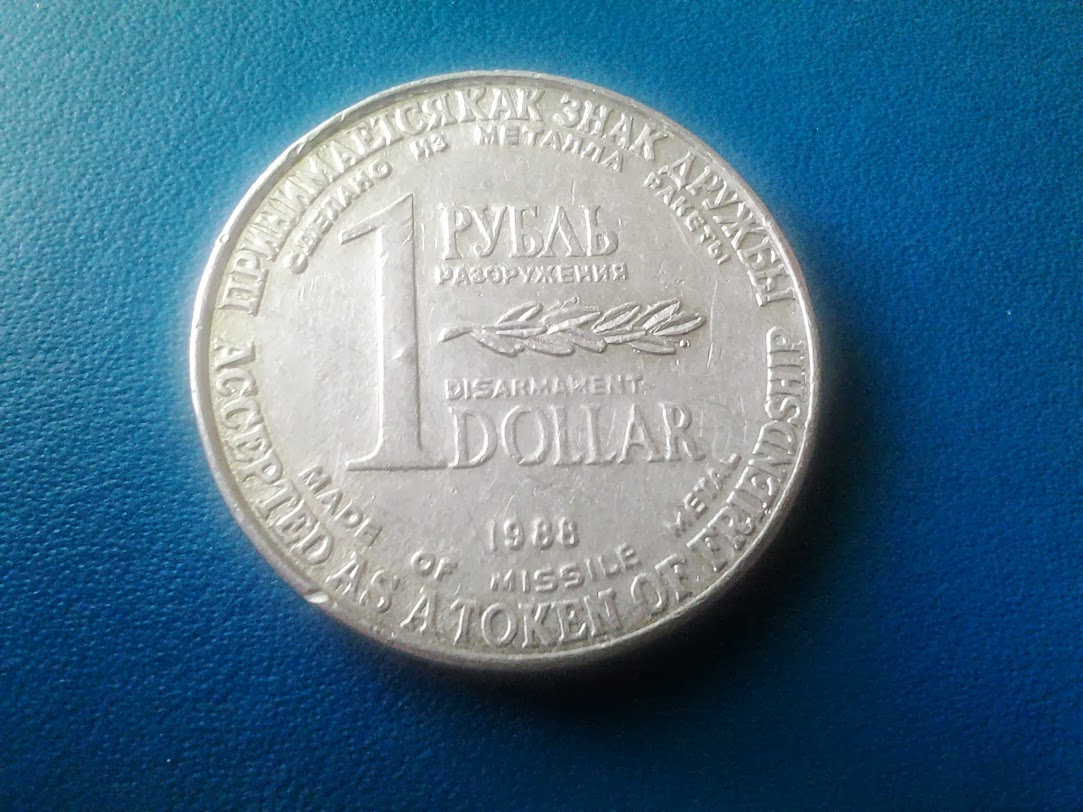 ПРИНИМАЕТСЯ КАК ЗНАК ДРУЖБЫ
СДЕЛАНО ИЗ МЕТАЛЛА РАКЕТЫ
1 РУБЛЬ
РАЗОРУЖЕНИЯ
DISARMAMENT
DOLLAR
1988
MADE OF MISSILE METAL
ACCEPTED AS A TOKEN OF FRIENDSHIP